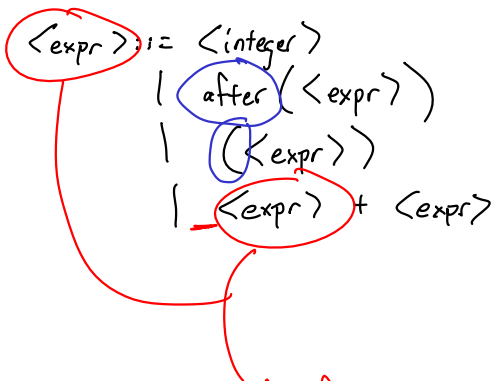 <expr> ::= <integer>
| after(<expr>)
| (<expr>)
| <expr> + <expr>